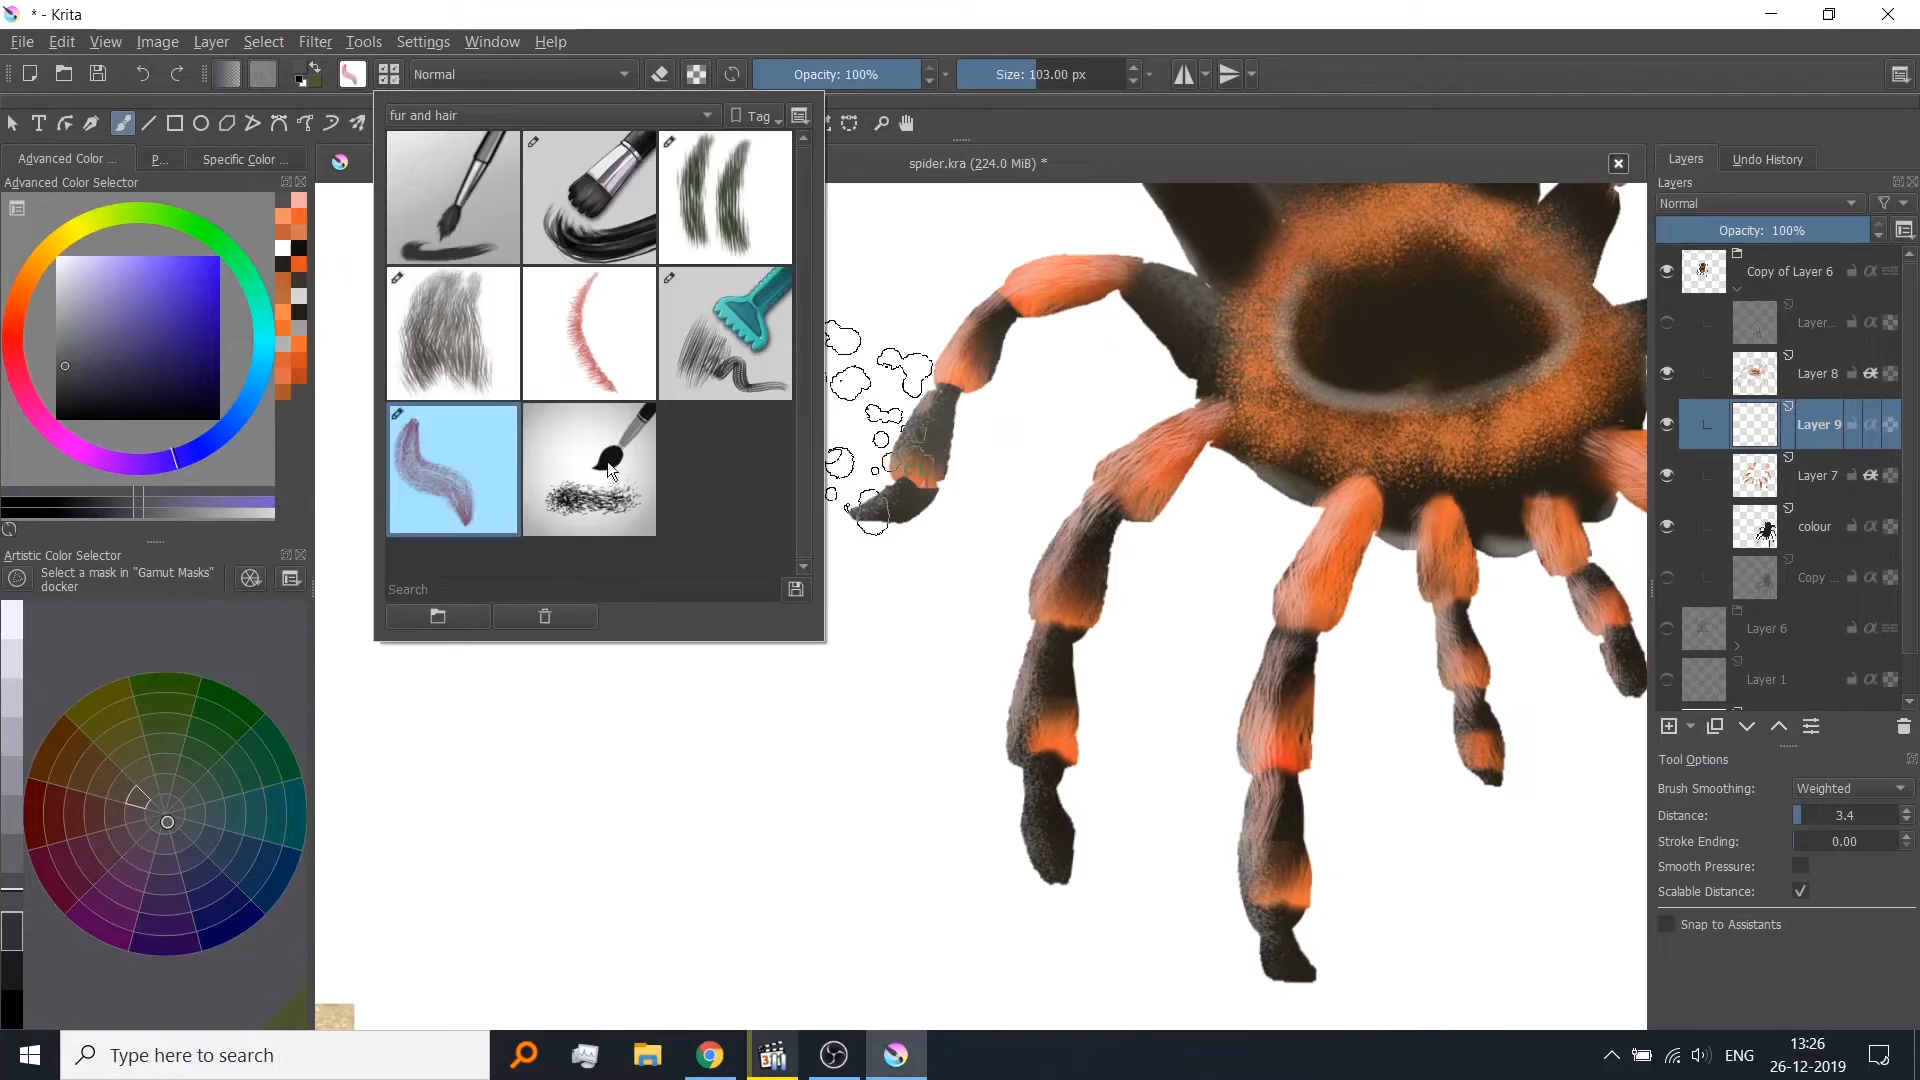 * - Krita
File Edit View Image Layer Select Filter Tools Settings Window Help
Normal
Opacity: 100%
Size: 103.00 px
fur and hair
Tag
Advanced Color ...
P...
Specific Color ...
spider.kra (224.0 MiB) *
Layers
Undo History
Advanced Color Selector
Layers
Normal
Opacity: 100%
Copy of Layer 6
Layer...
Layer 8
Layer 9
Layer 7
colour
Copy ...
Layer 6
Layer 1
Artistic Color Selector
Select a mask in "Gamut Masks"
docker
Search
Tool Options
Brush Smoothing: Weighted
Distance: 3.4
Stroke Ending: 0.00
Smooth Pressure:
Scalable Distance:
Snap to Assistants
Type here to search
ENG
13:26
26-12-2019